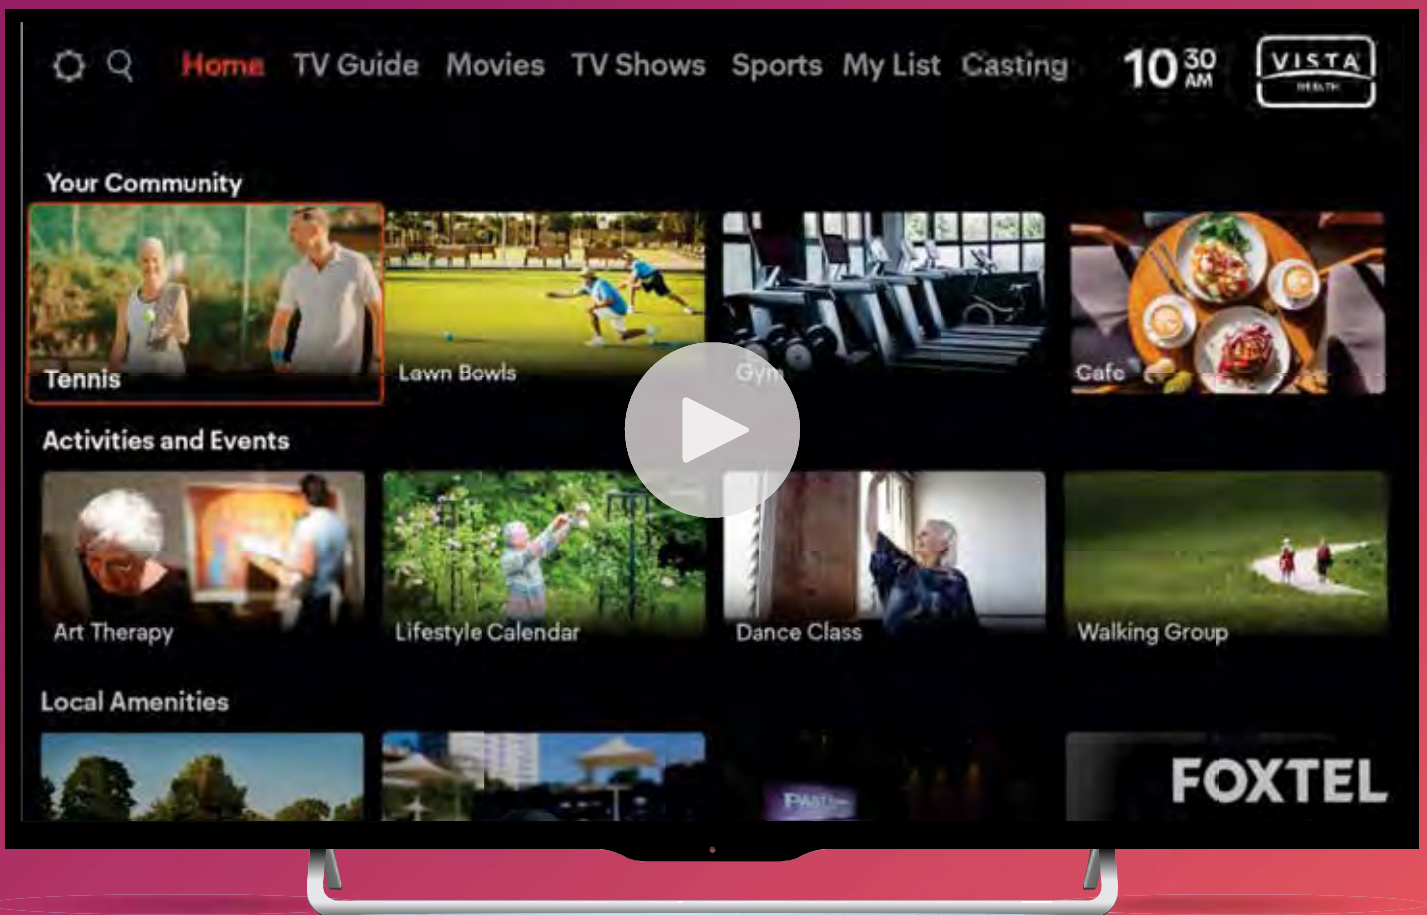 Home TV Guide Movies TV Shows Sports My List Casting 10 30 AM VISTA
HEALTH
Your Community
Tennis Lawn Bowls Gym Cafe
Activities and Events
Art Therapy Lifestyle Calendar Dance Class Walking Group
Local Amenities
FOXTEL